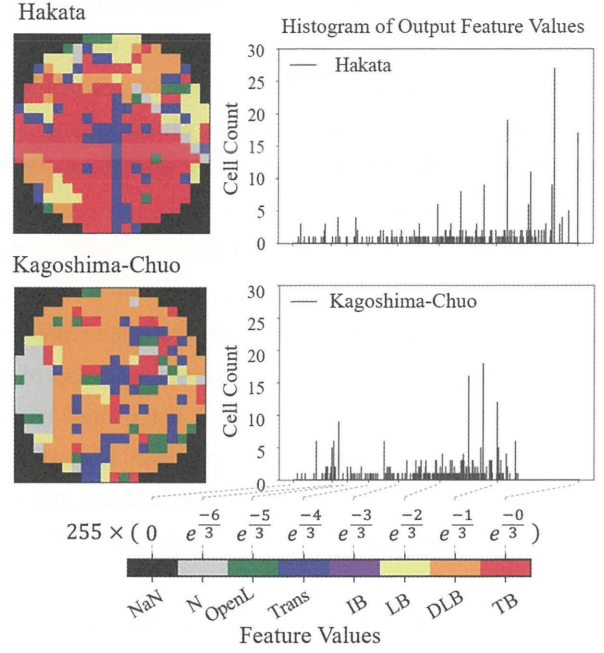 Hakata
Histogram of Output Feature Values
30
25
20
15
10
5
0
Cell Count
Hakata
Kagoshima-Chuo
30
25
20
15
10
5
0
Cell Count
Kagoshima-Chuo
255 × ( 0 e^{-6/3} e^{-5/3} e^{-4/3} e^{-3/3} e^{-2/3} e^{-1/3} e^{-0/3} )
NaN N OpenL Trans IB LB DLB TB
Feature Values